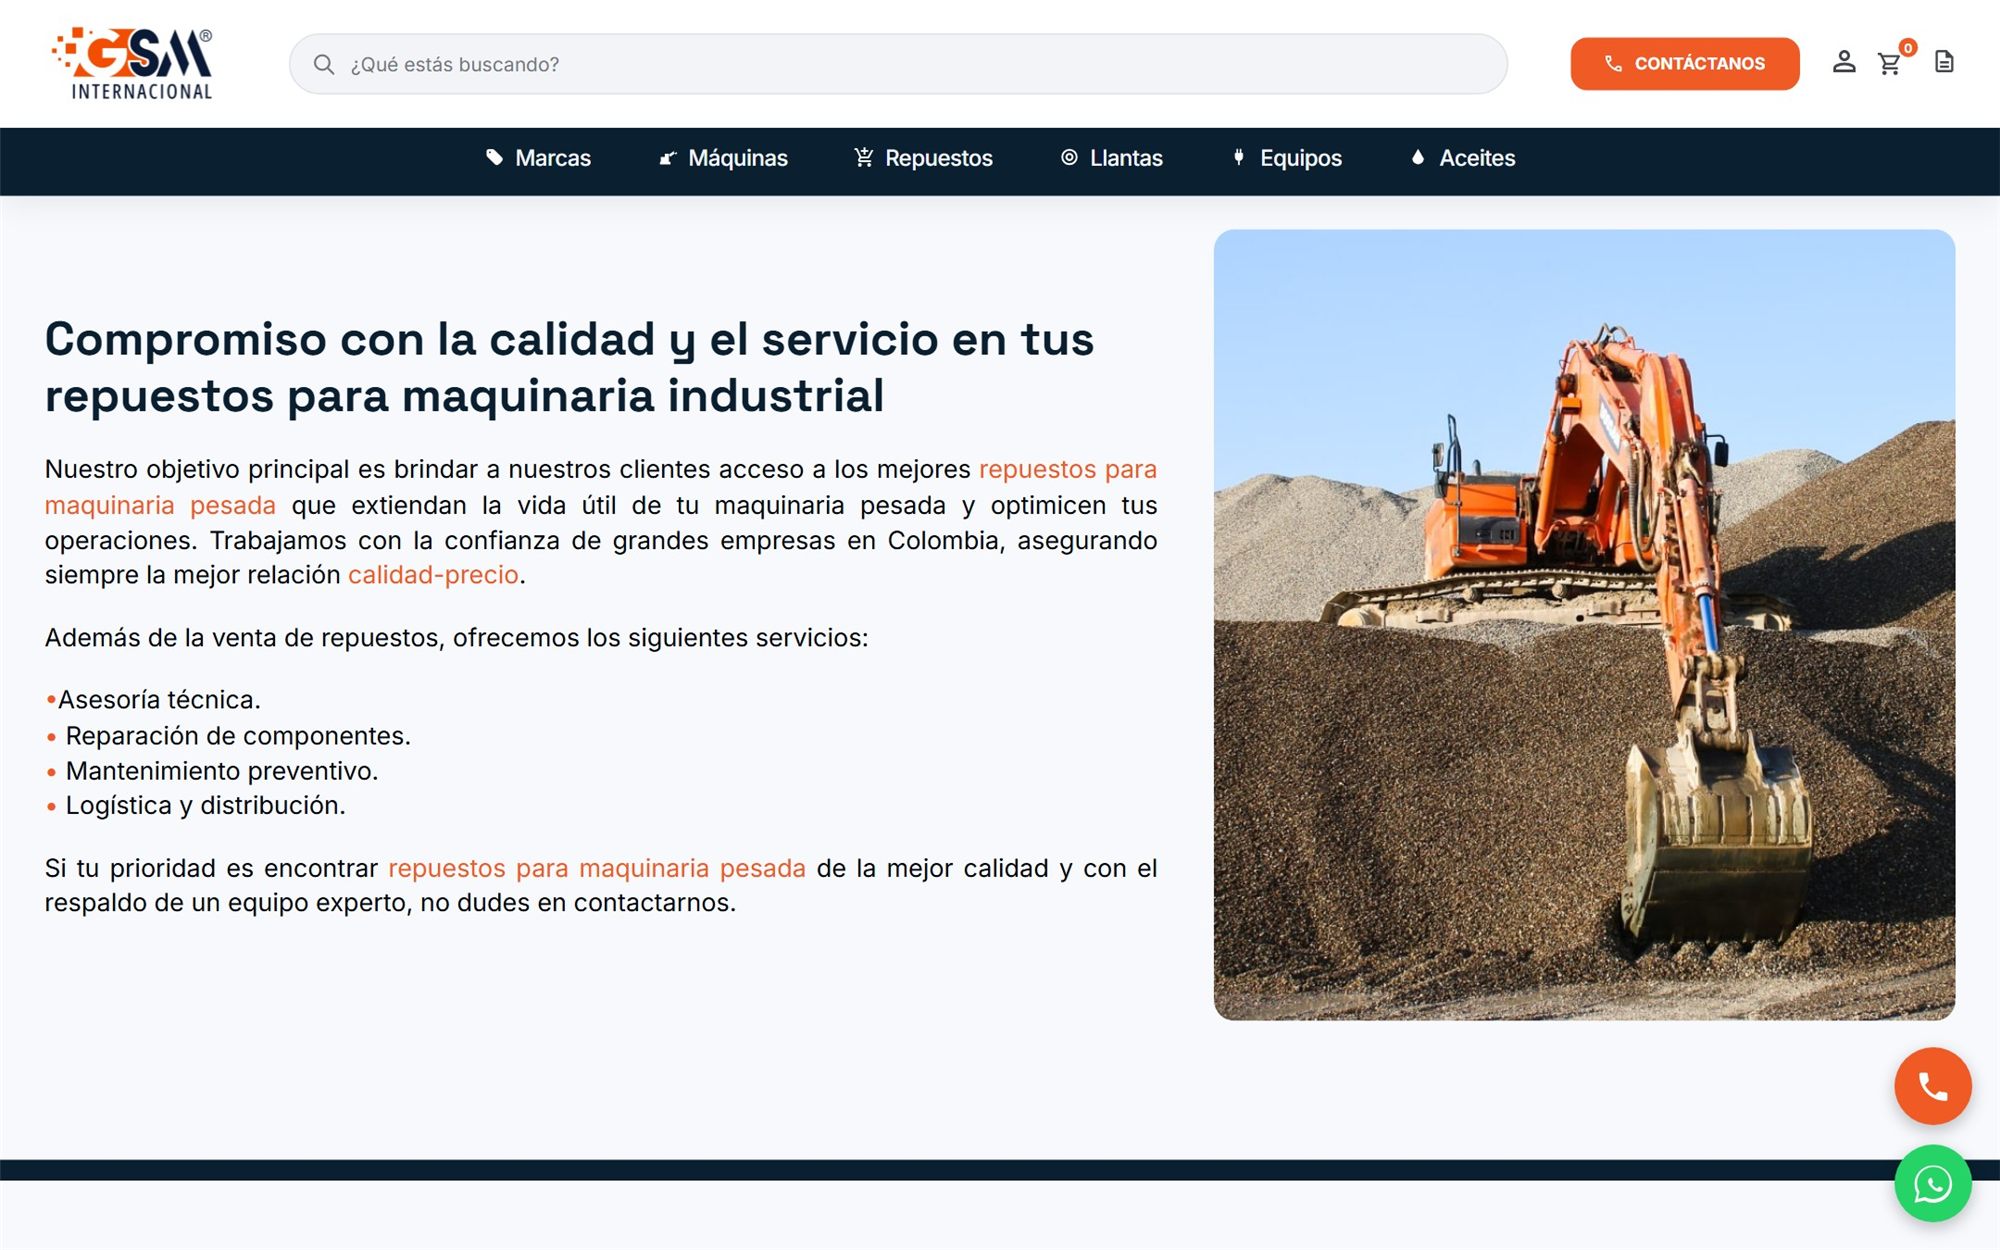 GSM®
INTERNACIONAL
¿Qué estás buscando?
CONTÁCTANOS
0
Marcas
Máquinas
Repuestos
Llantas
Equipos
Aceites
Compromiso con la calidad y el servicio en tus
repuestos para maquinaria industrial
Nuestro objetivo principal es brindar a nuestros clientes acceso a los mejores repuestos para
maquinaria pesada que extiendan la vida útil de tu maquinaria pesada y optimicen tus
operaciones. Trabajamos con la confianza de grandes empresas en Colombia, asegurando
siempre la mejor relación calidad-precio.
Además de la venta de repuestos, ofrecemos los siguientes servicios:
•Asesoría técnica.
• Reparación de componentes.
• Mantenimiento preventivo.
• Logística y distribución.
Si tu prioridad es encontrar repuestos para maquinaria pesada de la mejor calidad y con el
respaldo de un equipo experto, no dudes en contactarnos.